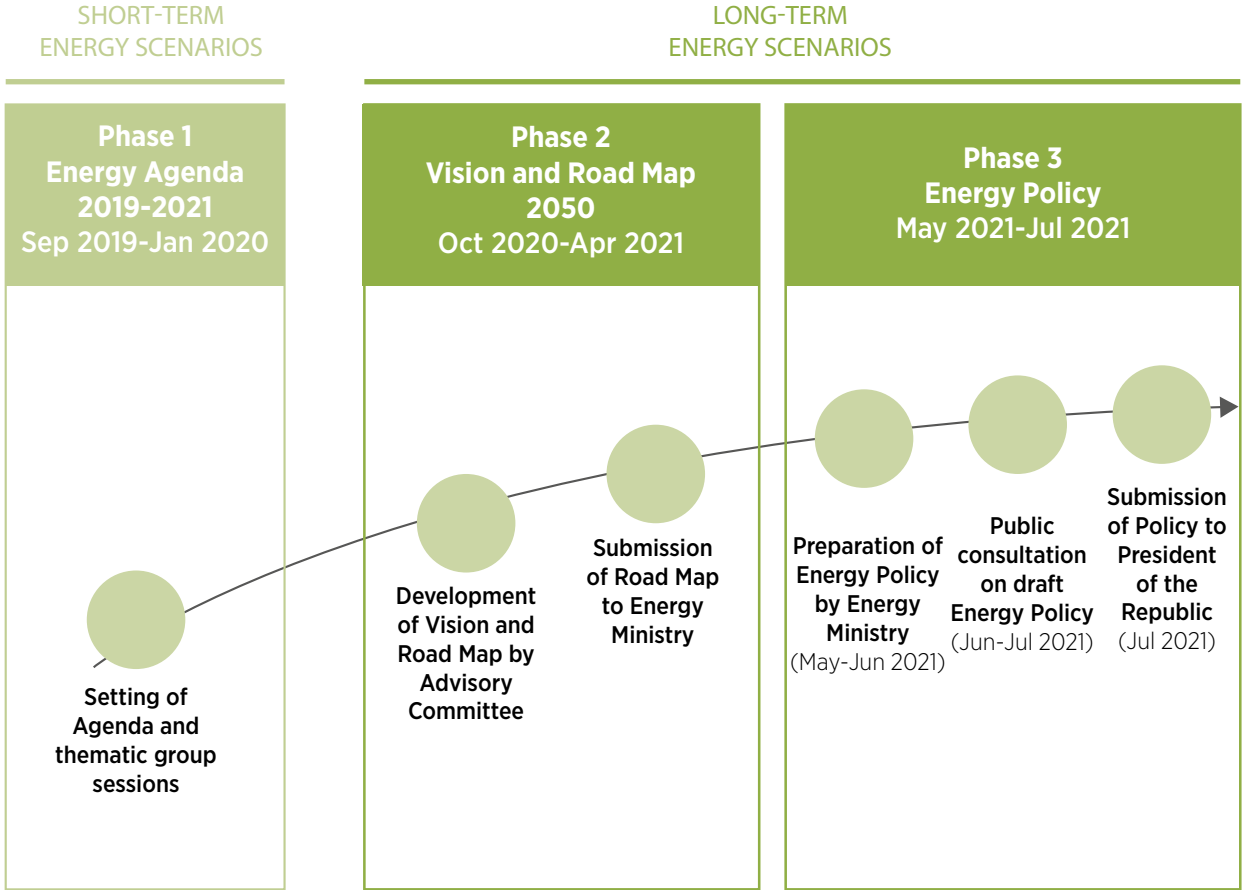 SHORT-TERM
ENERGY SCENARIOS
LONG-TERM
ENERGY SCENARIOS
Phase 1
Energy Agenda
2019-2021
Sep 2019-Jan 2020
Phase 2
Vision and Road Map
2050
Oct 2020-Apr 2021
Phase 3
Energy Policy
May 2021-Jul 2021
Setting of
Agenda and
thematic group
sessions
Development
of Vision and
Road Map by
Advisory
Committee
Submission
of Road Map
to Energy
Ministry
Preparation of
Energy Policy
by Energy
Ministry
(May-Jun 2021)
Public
consultation
on draft
Energy Policy
(Jun-Jul 2021)
Submission
of Policy to
President
of the
Republic
(Jul 2021)